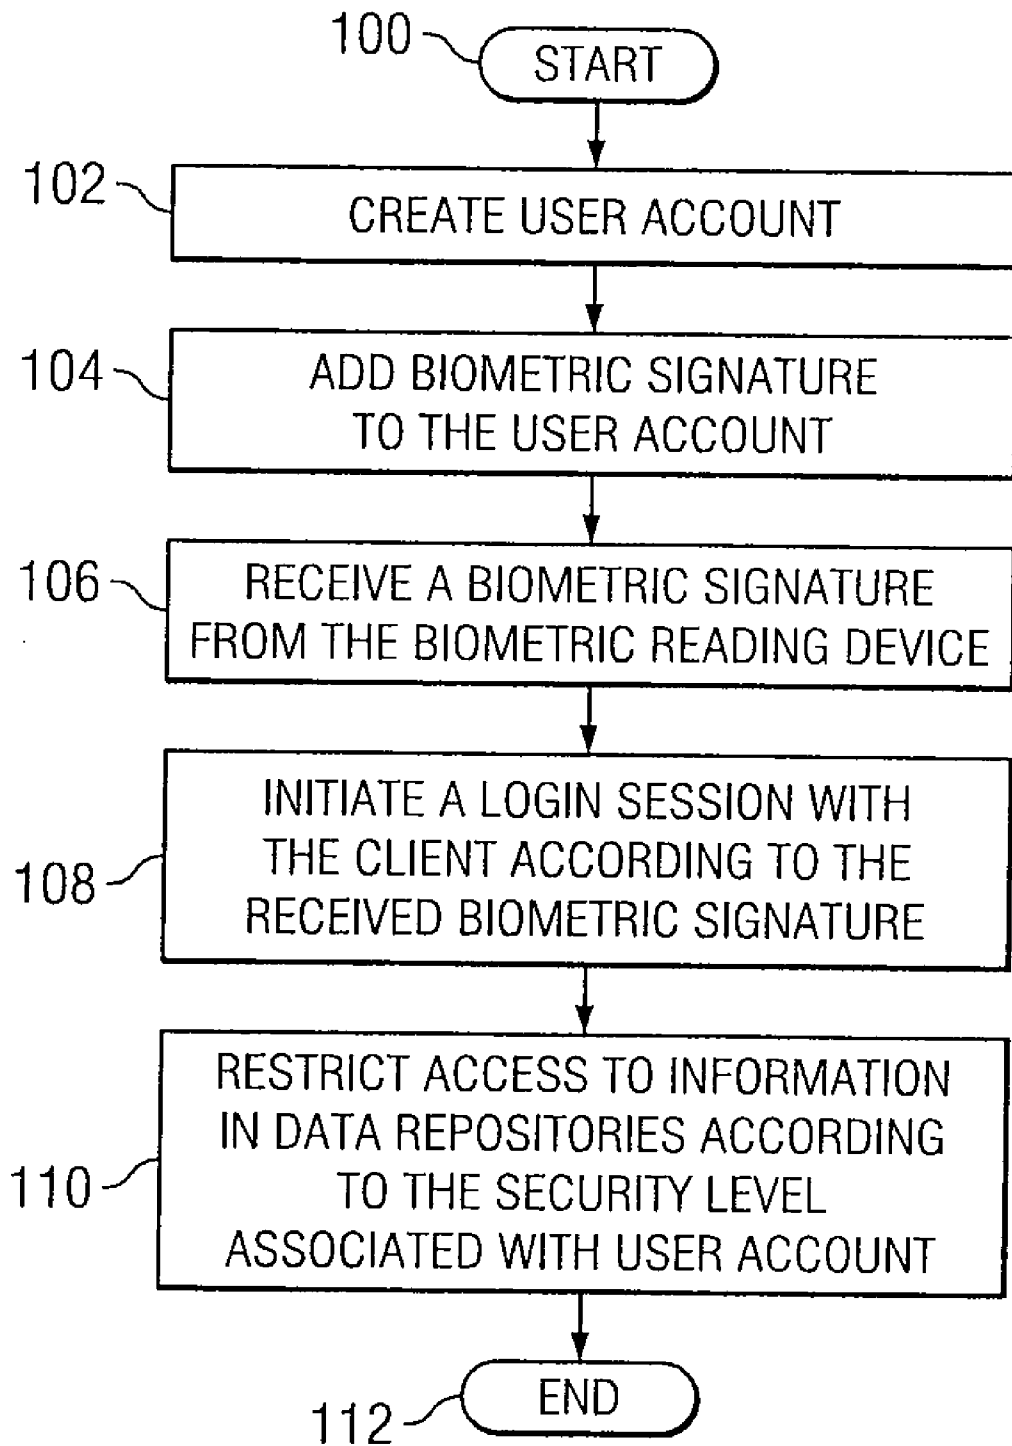 100
START
102
CREATE USER ACCOUNT
104
ADD BIOMETRIC SIGNATURE
TO THE USER ACCOUNT
106
RECEIVE A BIOMETRIC SIGNATURE
FROM THE BIOMETRIC READING DEVICE
108
INITIATE A LOGIN SESSION WITH
THE CLIENT ACCORDING TO THE
RECEIVED BIOMETRIC SIGNATURE
110
RESTRICT ACCESS TO INFORMATION
IN DATA REPOSITORIES ACCORDING
TO THE SECURITY LEVEL
ASSOCIATED WITH USER ACCOUNT
112
END